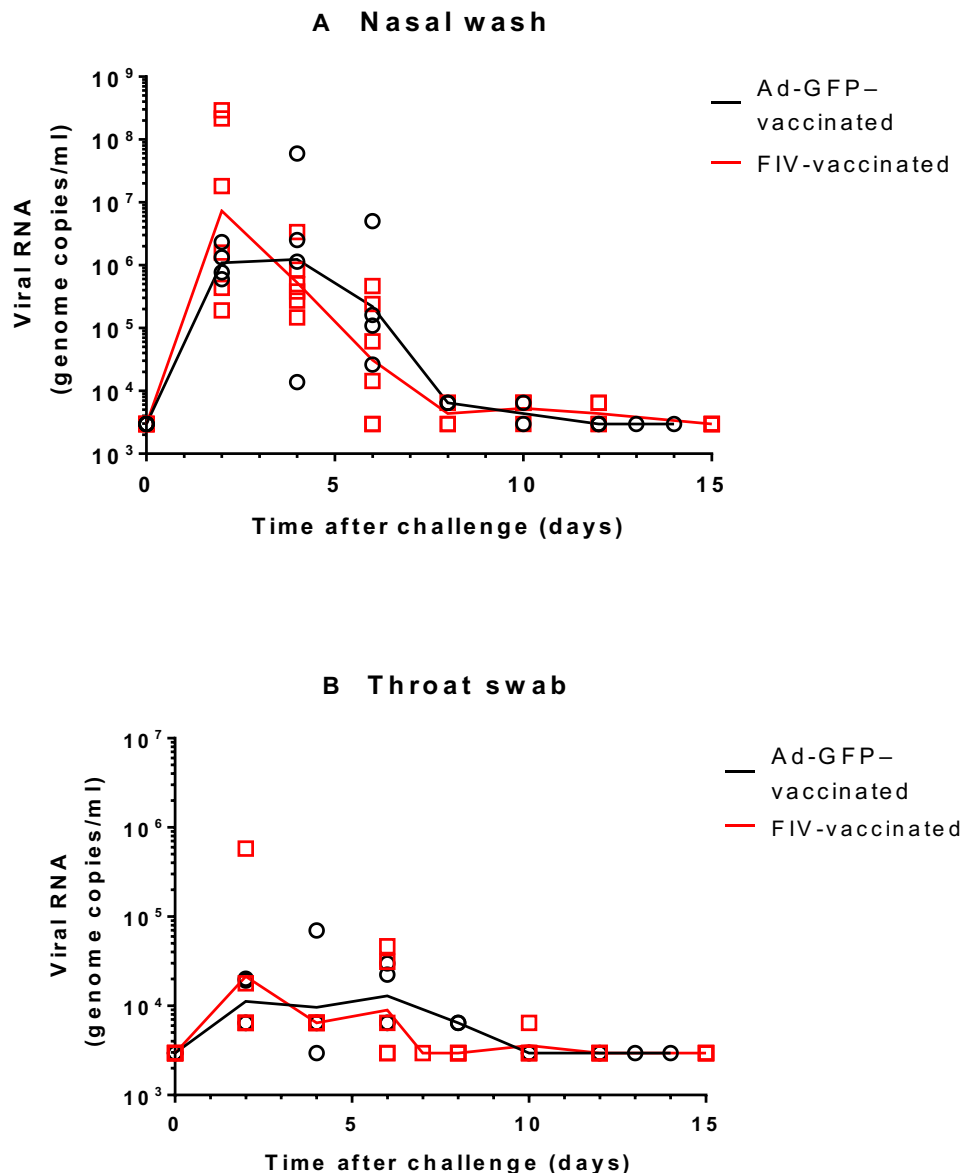 A Nasal wash
10⁹
10⁸
10⁷
10⁶
10⁵
10⁴
10³
Viral RNA
(genome copies/ml)
0 5 10 15
Time after challenge (days)
Ad-GFP–
vaccinated
FIV-vaccinated
B Throat swab
10⁷
10⁶
10⁵
10⁴
10³
Viral RNA
(genome copies/ml)
0 5 10 15
Time after challenge (days)
Ad-GFP–
vaccinated
FIV-vaccinated